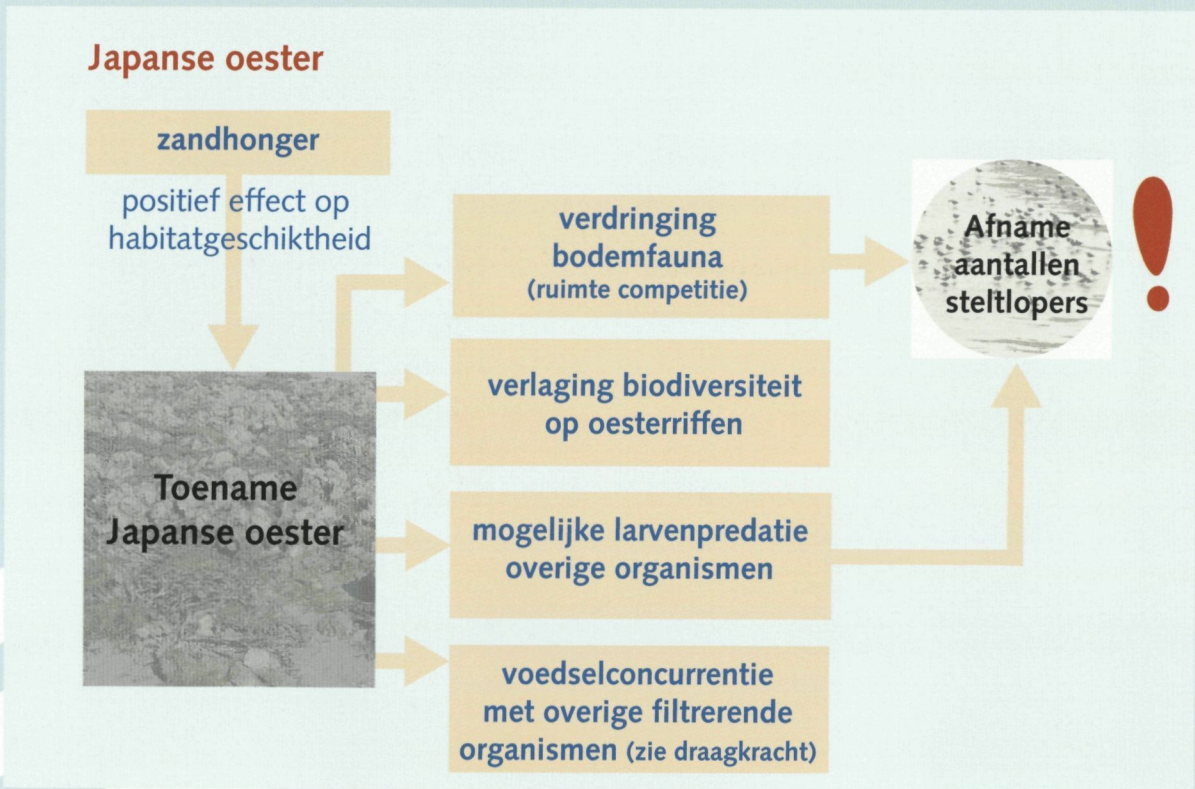 Japanse oester
zandhonger
positief effect op
habitatgeschiktheid
Toename
Japanse oester
verdringing
bodemfauna
(ruimte competitie)
verlaging biodiversiteit
op oesterriffen
mogelijke larvenpredatie
overige organismen
voedselconcurrentie
met overige filtrerende
organismen (zie draagkracht)
Afname
aantallen
steltlopers
!